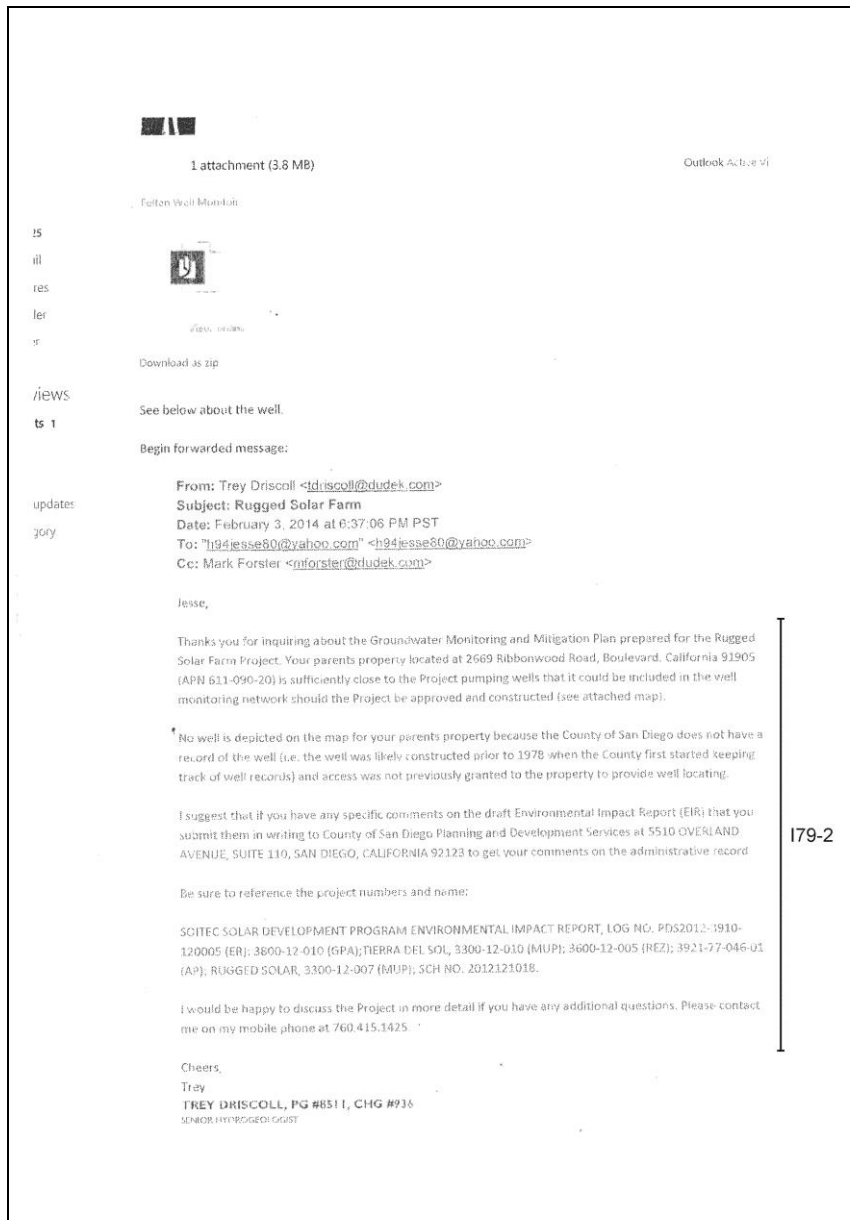 1 attachment (3.8 MB)
Outlook Active Vi
Felten Well Monitori
25
ail
res
ler
er
Download as zip
views
See below about the well.
ts 1
Begin forwarded message:
From: Trey Driscoll <tdriscoll@dudek.com>
updates
Subject: Rugged Solar Farm
Date: February 3, 2014 at 6:37:06 PM PST
gory
To: "h94jesse80@yahoo.com" <h94jesse80@yahoo.com>
Cc: Mark Forster <mforster@dudek.com>
Jesse,
Thanks you for inquiring about the Groundwater Monitoring and Mitigation Plan prepared for the Rugged
Solar Farm Project. Your parents property located at 2669 Ribbonwood Road, Boulevard, California 91905
(APN 611-090-20) is sufficiently close to the Project pumping wells that it could be included in the well
monitoring network should the Project be approved and constructed (see attached map).
No well is depicted on the map for your parents property because the County of San Diego does not have a
record of the well (i.e. the well was likely constructed prior to 1978 when the County first started keeping
track of well records) and access was not previously granted to the property to provide well locating.
I suggest that if you have any specific comments on the draft Environmental Impact Report (EIR) that you
submit them in writing to County of San Diego Planning and Development Services at 5510 OVERLAND
AVENUE, SUITE 110, SAN DIEGO, CALIFORNIA 92123 to get your comments on the administrative record
I79-2
Be sure to reference the project numbers and name:
SOITEC SOLAR DEVELOPMENT PROGRAM ENVIRONMENTAL IMPACT REPORT, LOG NO. PDS2012-3910-
120005 (ER); 3800-12-010 (GPA);TIERRA DEL SOL, 3300-12-010 (MUP); 3600-12-005 (REZ); 3921-77-046-01
(AP); RUGGED SOLAR, 3300-12-007 (MUP); SCH NO. 2012121018.
I would be happy to discuss the Project in more detail if you have any additional questions. Please contact
me on my mobile phone at 760.415.1425
Cheers,
Trey
TREY DRISCOLL, PG #8511, CHG #936
SENIOR HYDROGEOLOGIST